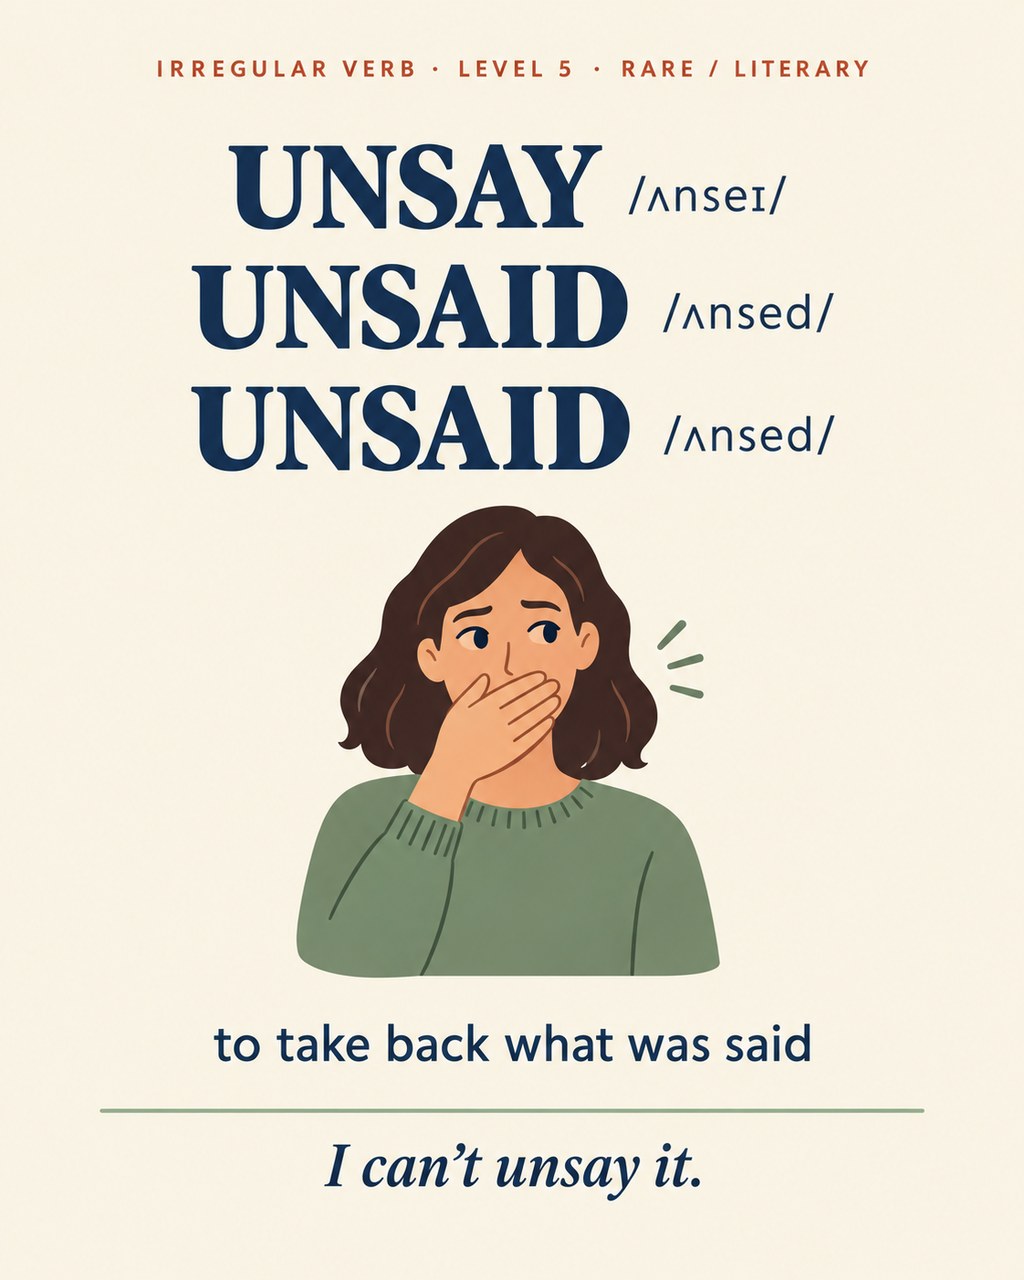 IRREGULAR VERB · LEVEL 5 · RARE / LITERARY
UNSAY /ʌnseɪ/
UNSAID /ʌnsed/
UNSAID /ʌnsed/
to take back what was said
I can’t unsay it.